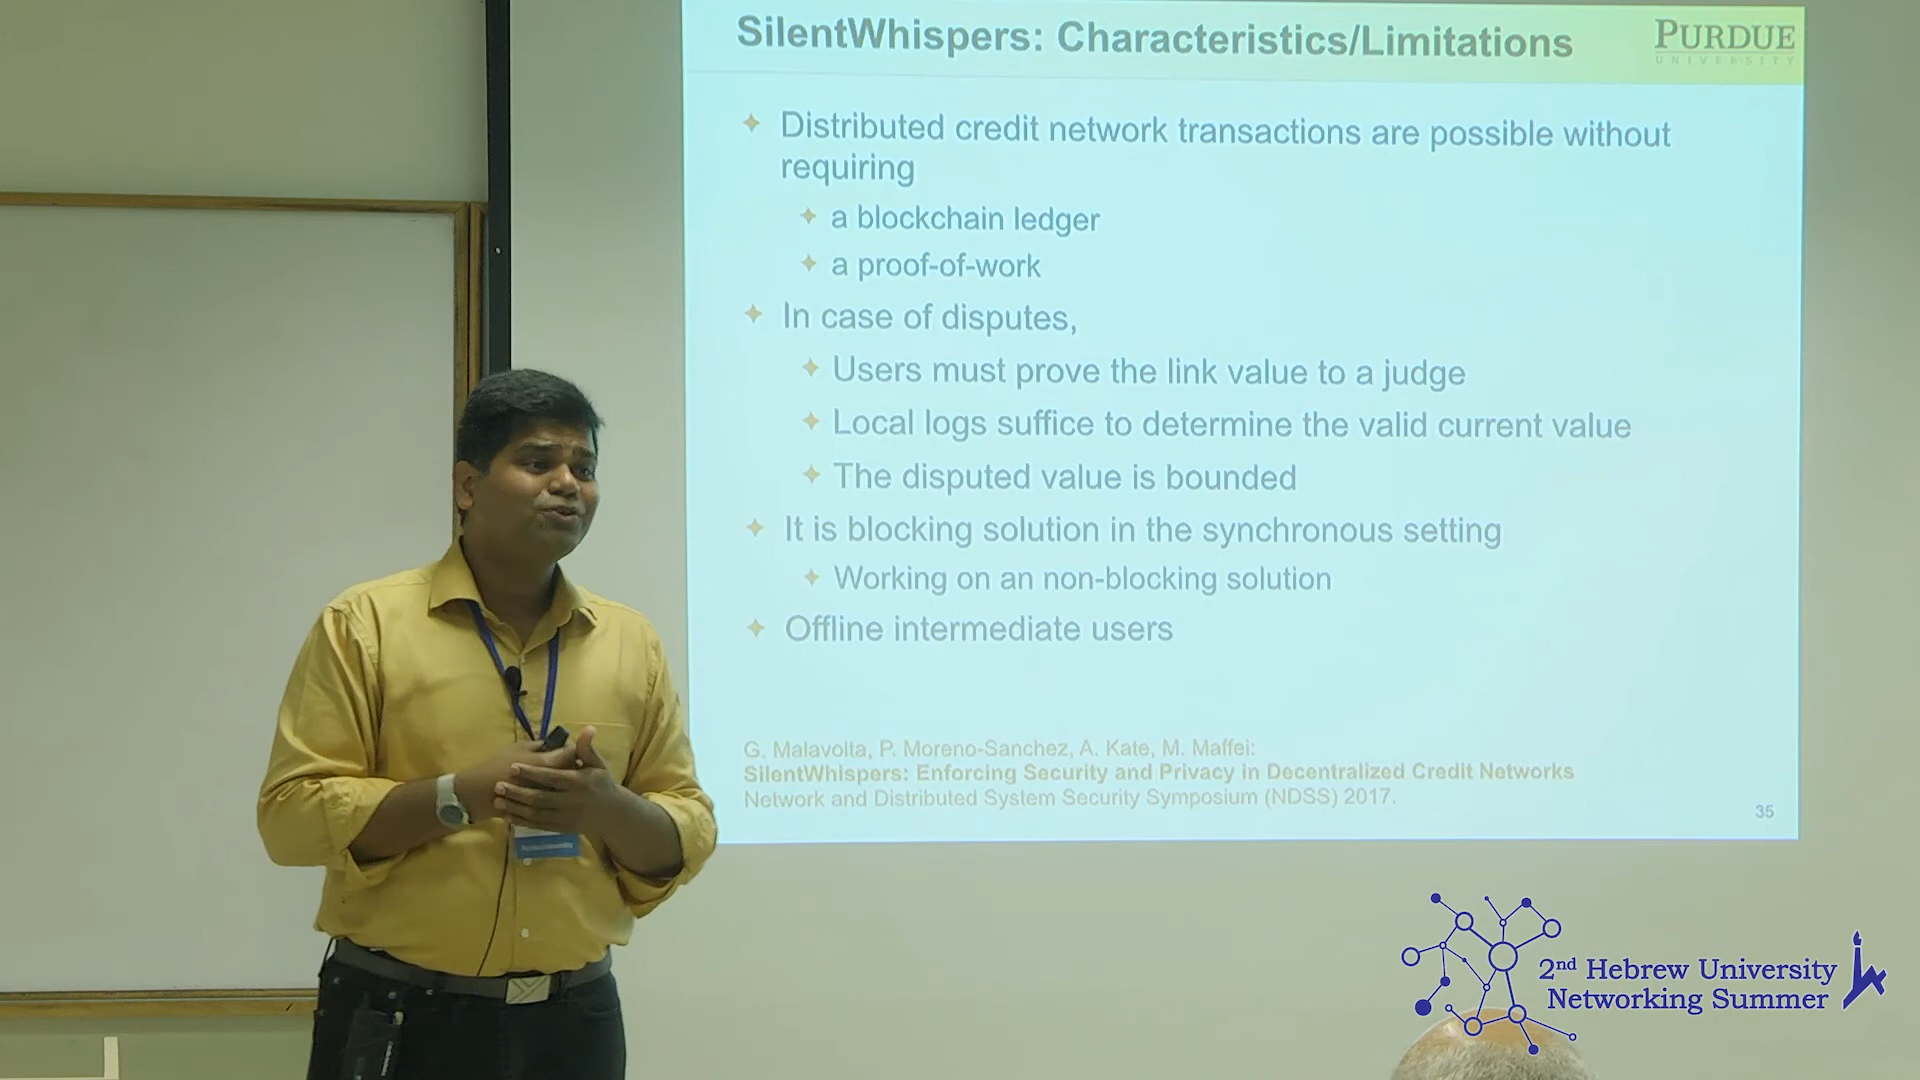 SilentWhispers: Characteristics/Limitations
PURDUE
UNIVERSITY
Distributed credit network transactions are possible without
requiring
a blockchain ledger
a proof-of-work
In case of disputes,
Users must prove the link value to a judge
Local logs suffice to determine the valid current value
The disputed value is bounded
It is blocking solution in the synchronous setting
Working on an non-blocking solution
Offline intermediate users
G. Malavolta, P. Moreno-Sanchez, A. Kate, M. Maffei:
SilentWhispers: Enforcing Security and Privacy in Decentralized Credit Networks
Network and Distributed System Security Symposium (NDSS) 2017.
35
2nd Hebrew University
Networking Summer